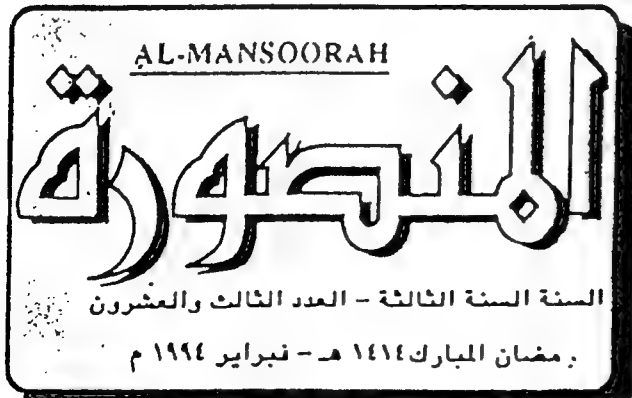 AL-MANSOORAH
المنصورة
السنة السنة الثالثة - العدد الثالث والعشرون
رمضان المبارك ١٤١٤ هـ - فبراير ١٩٩٤ م